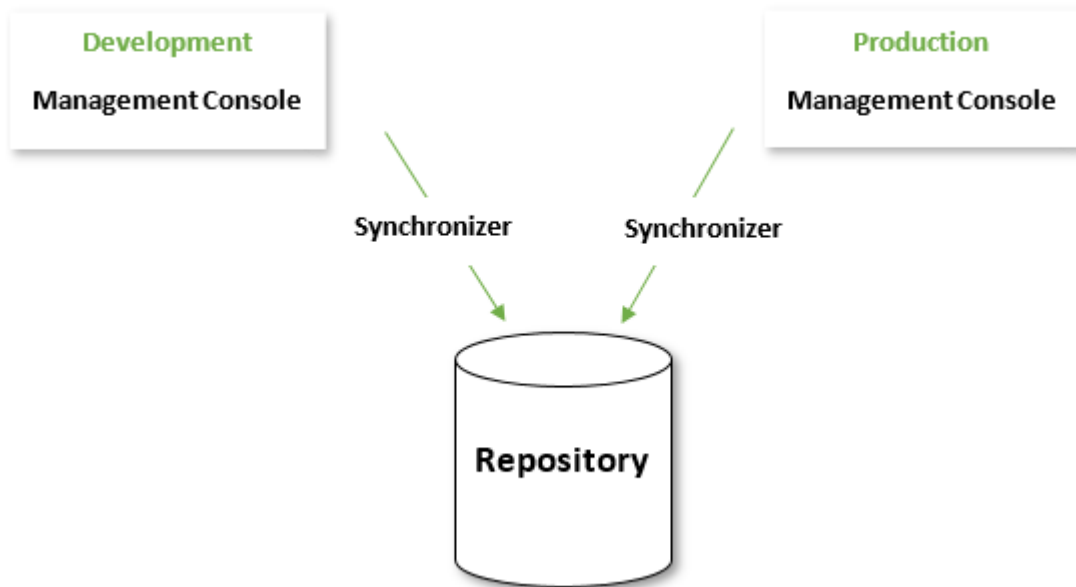 Development
Management Console
Production
Management Console
Synchronizer
Synchronizer
Repository